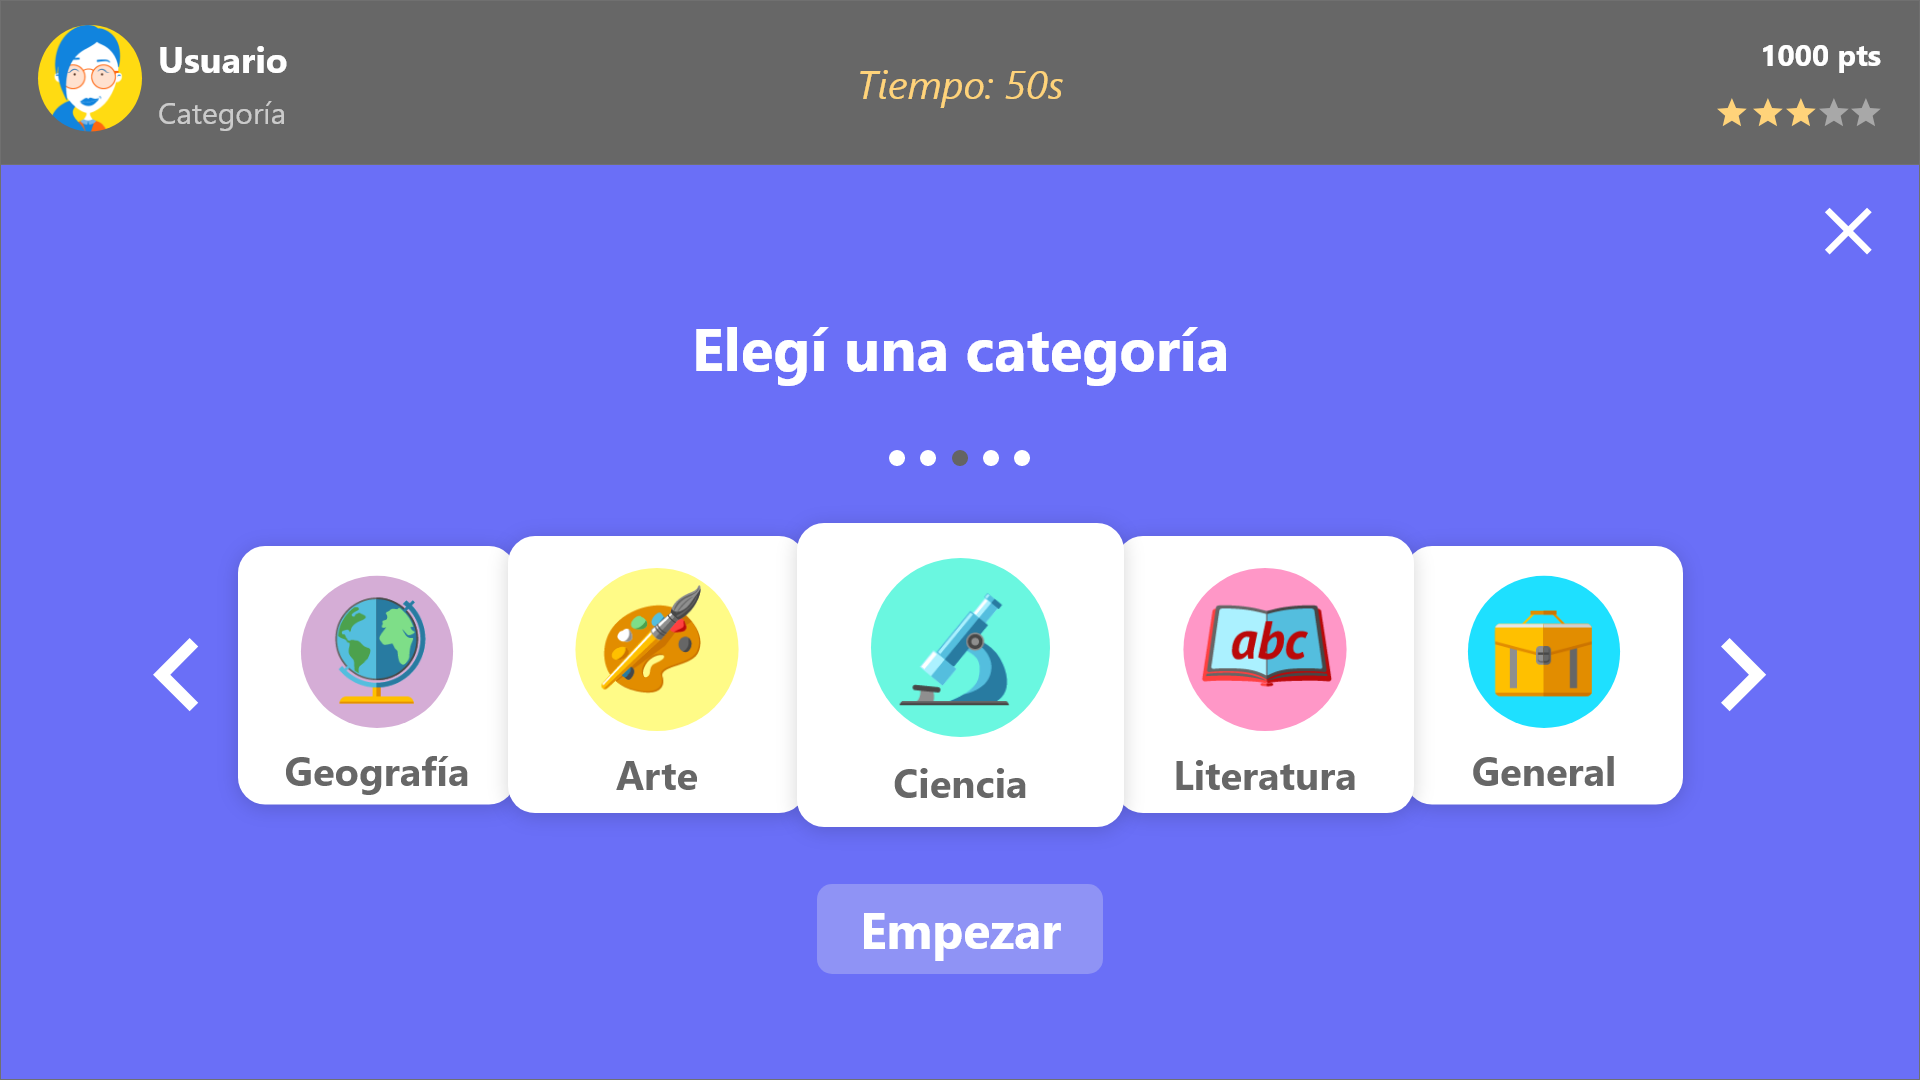 Usuario
Categoría
Tiempo: 50s
1000 pts
Elegí una categoría
abc
Geografía
Arte
Ciencia
Literatura
General
Empezar